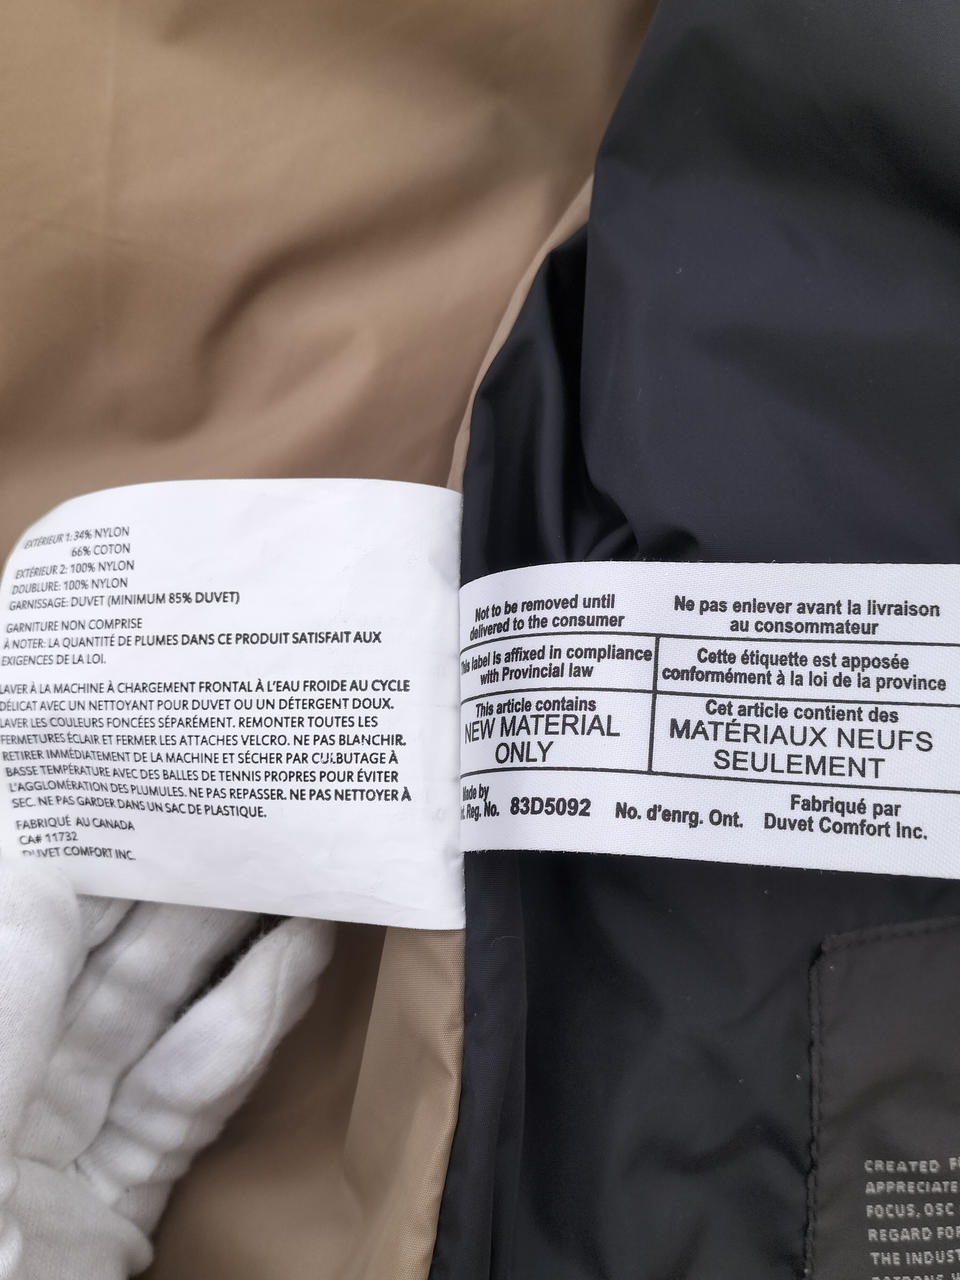 EXTÉRIEUR 1: 34% NYLON
66% COTON
EXTÉRIEUR 2: 100% NYLON
DOUBLURE: 100% NYLON
GARNISSAGE: DUVET (MINIMUM 85% DUVET)
GARNITURE NON COMPRISE
À NOTER: LA QUANTITÉ DE PLUMES DANS CE PRODUIT SATISFAIT AUX
EXIGENCES DE LA LOI.
LAVER À LA MACHINE À CHARGEMENT FRONTAL À L'EAU FROIDE AU CYCLE
DÉLICAT AVEC UN NETTOYANT POUR DUVET OU UN DÉTERGENT DOUX.
LAVER LES COULEURS FONCÉES SÉPARÉMENT. REMONTER TOUTES LES
FERMETURES ÉCLAIR ET FERMER LES ATTACHES VELCRO. NE PAS BLANCHIR.
RETIRER IMMÉDIATEMENT DE LA MACHINE ET SÉCHER PAR CULBUTAGE À
BASSE TEMPÉRATURE AVEC DES BALLES DE TENNIS PROPRES POUR ÉVITER
L'AGGLOMÉRATION DES PLUMULES. NE PAS REPASSER. NE PAS NETTOYER À
SEC. NE PAS GARDER DANS UN SAC DE PLASTIQUE.
FABRIQUÉ AU CANADA
CA# 11732
DUVET COMFORT INC.
Not to be removed until
delivered to the consumer
Ne pas enlever avant la livraison
au consommateur
This label is affixed in compliance
with Provincial law
Cette étiquette est apposée
conformément à la loi de la province
This article contains
NEW MATERIAL
ONLY
Cet article contient des
MATÉRIAUX NEUFS
SEULEMENT
Made by
Reg. No. 83D5092 No. d'enrg. Ont.
Fabriqué par
Duvet Comfort Inc.
CREATED
APPRECIATE
FOCUS, OSC
REGARD FOR
THE INDUST